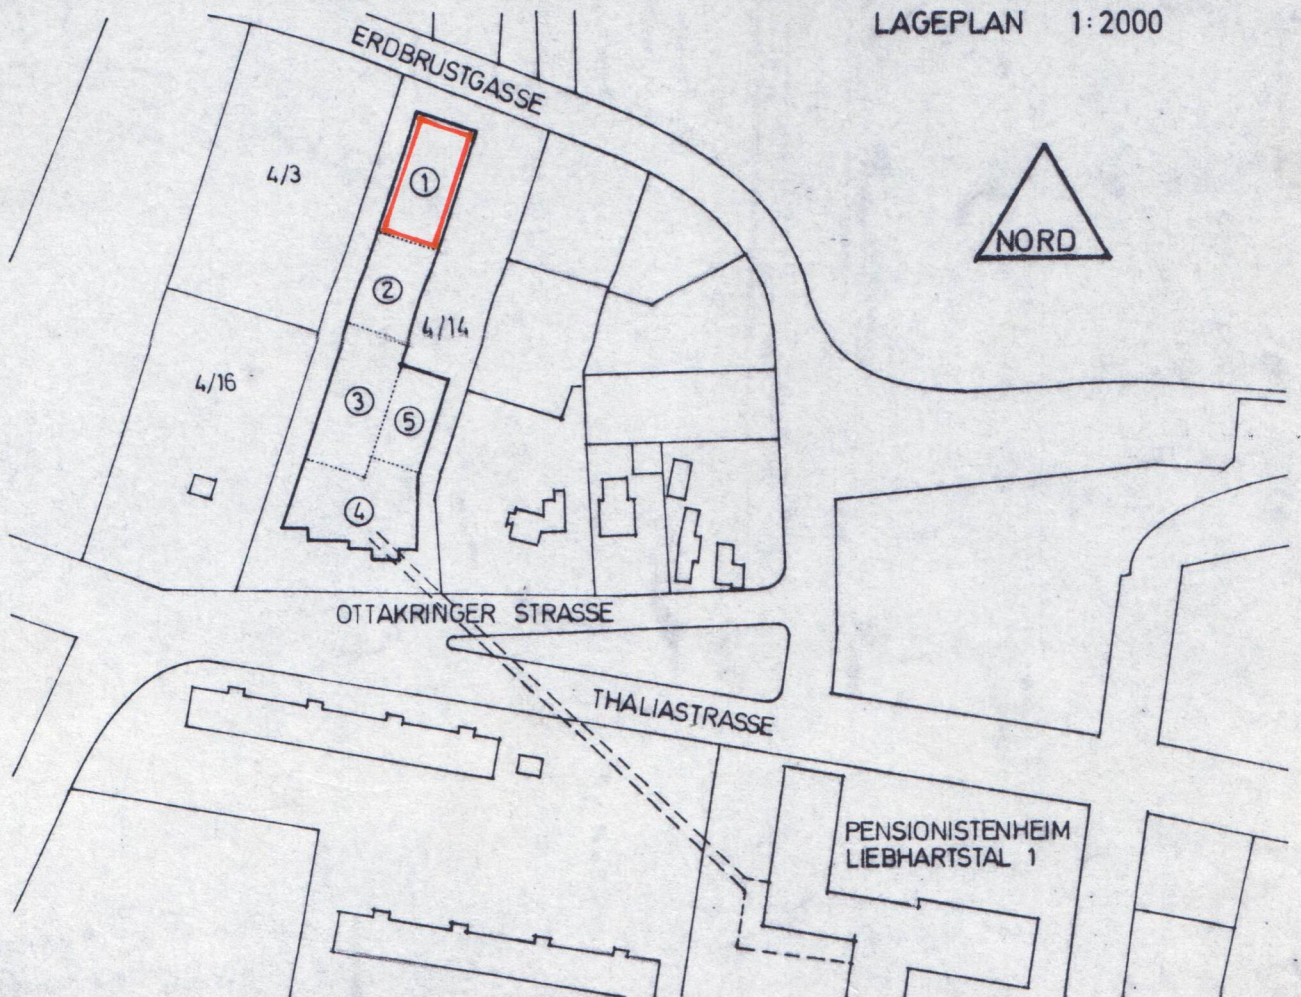 LAGEPLAN 1:2000
ERDBRUSTGASSE
4/3
1
NORD
2
4/14
4/16
3
5
4
OTTAKRINGER STRASSE
THALIASTRASSE
PENSIONISTENHEIM
LIEBHARTSTAL 1